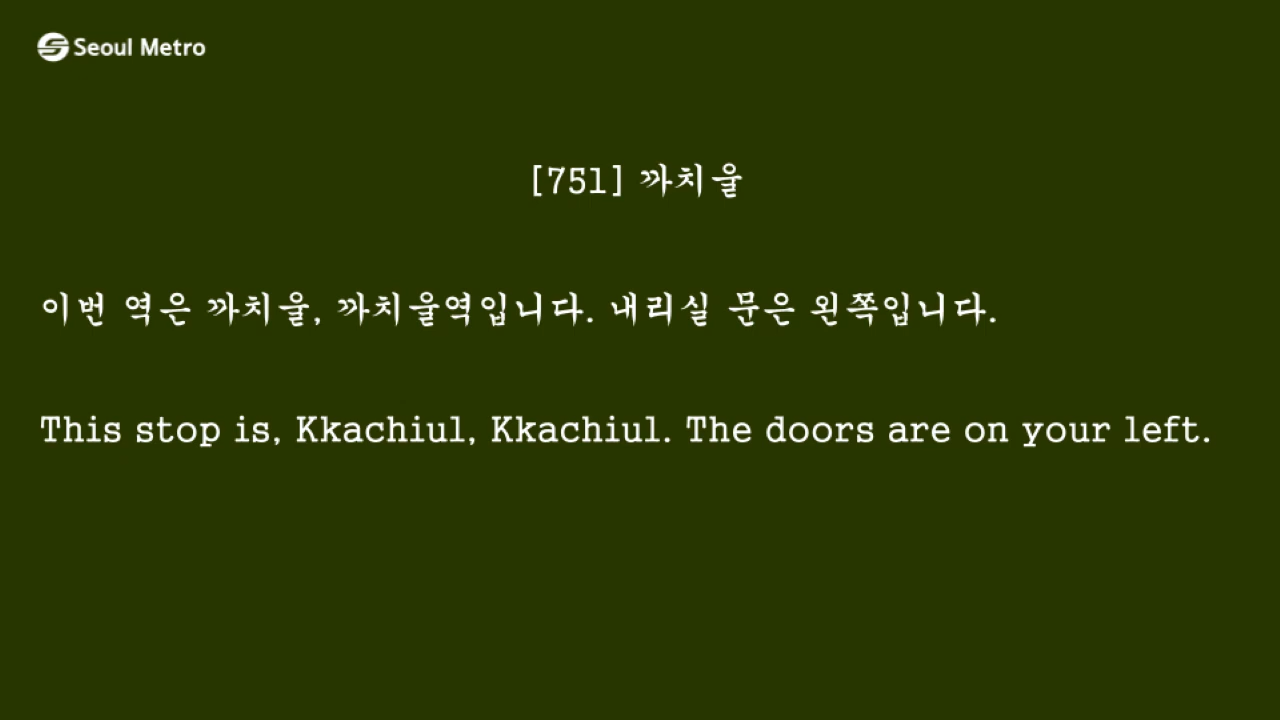 Seoul Metro
[751] 까치울
이번 역은 까치울, 까치울역입니다. 내리실 문은 왼쪽입니다.
This stop is, Kkachiul, Kkachiul. The doors are on your left.